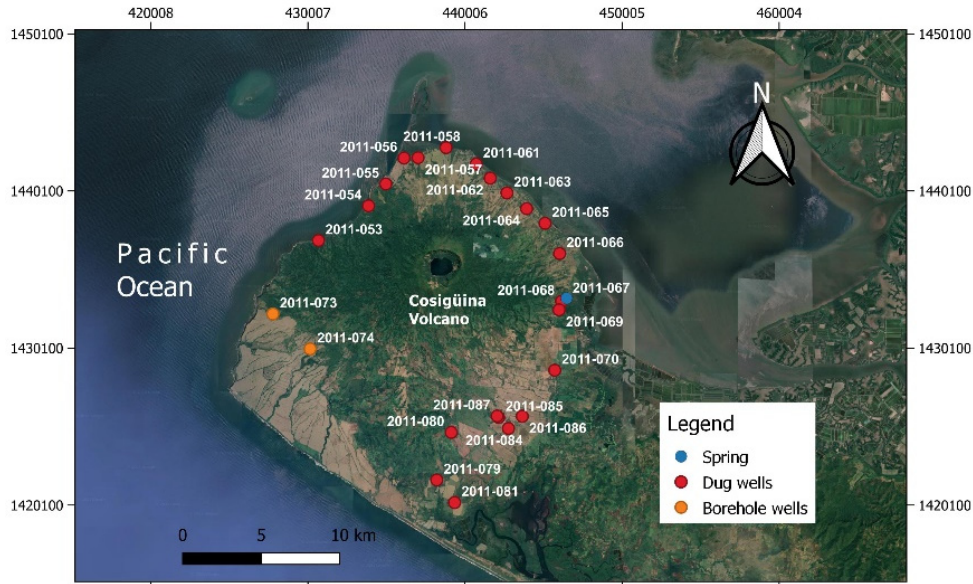 420008 430007 440006 450005 460004
1450100 1450100
N
2011-058
2011-056
2011-061
2011-057
2011-055
2011-062
2011-063
1440100 1440100
2011-054
2011-064
2011-065
2011-053
2011-066
Pacific
Ocean
2011-068
2011-067
2011-073
Cosigüina
Volcano
2011-069
2011-074
1430100 1430100
2011-070
2011-087
2011-085
2011-080
2011-084
2011-086
Legend
Spring
Dug wells
Borehole wells
2011-079
2011-081
1420100 1420100
0 5 10 km